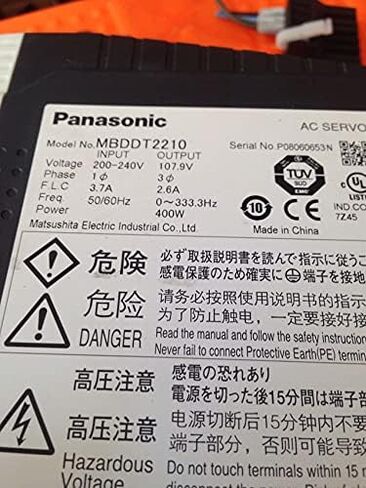 Panasonic
AC SERVO
Model No. MBDDT2210
Serial No. P08060653N
INPUT OUTPUT
Voltage 200-240V 107.9V
Phase 1ϕ 3ϕ
F.L.C 3.7A 2.6A
Freq. 50/60Hz 0～333.3Hz
Power 400W
Matsushita Electric Industrial Co.,Ltd.
TÜV
SÜD
EMC
10
CE
Made in China
c UL
LIST
IND.CO
7Z45
危険
必ず取扱説明書を読んで指示に従うこ
感電保護のため確実に 端子を接地
危险
请务必按照使用说明书的指示
为了防止触电，一定要接好接
DANGER
Read the manual and follow the safety instruction
Never fail to connect Protective Earth(PE) termin
高圧注意
感電の恐れあり
電源を切った後15分間は端子部
高压注意
电源切断后15分钟内不要
端子部分，否则可能导致
Hazardous
Voltage
Do not touch terminals within 15 m